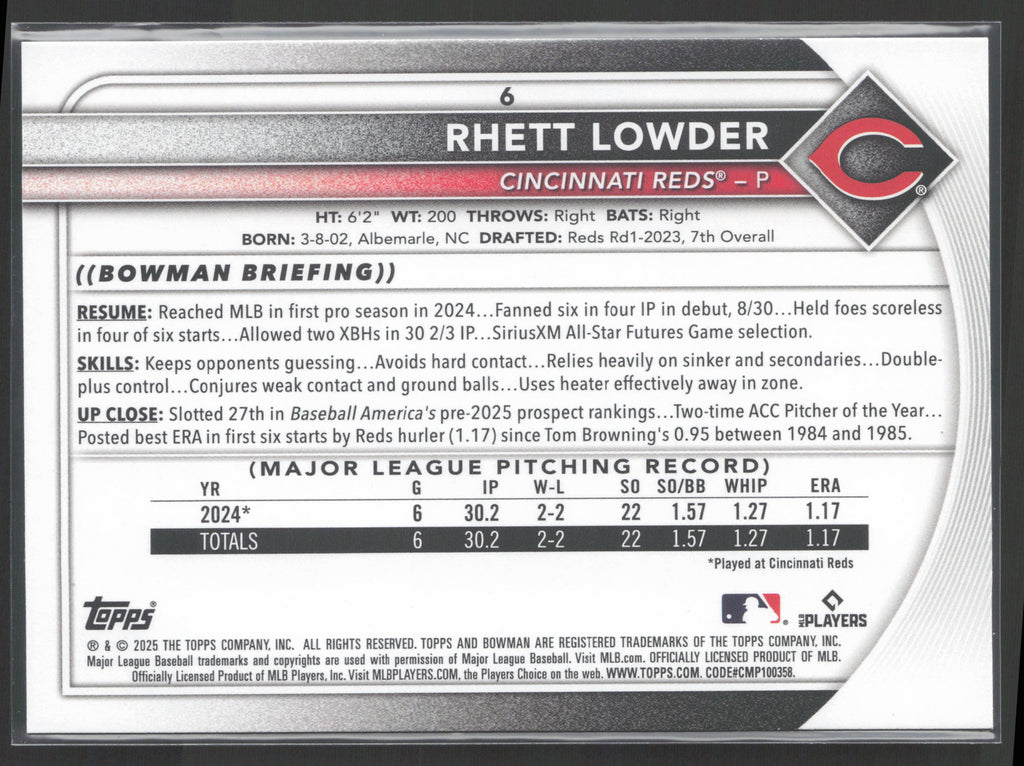 6
RHETT LOWDER
CINCINNATI REDS® – P
C ®
HT: 6'2" WT: 200 THROWS: Right BATS: Right
BORN: 3-8-02, Albemarle, NC DRAFTED: Reds Rd1-2023, 7th Overall
((BOWMAN BRIEFING))
RESUME: Reached MLB in first pro season in 2024...Fanned six in four IP in debut, 8/30...Held foes scoreless
in four of six starts...Allowed two XBHs in 30 2/3 IP...SiriusXM All-Star Futures Game selection.
SKILLS: Keeps opponents guessing...Avoids hard contact...Relies heavily on sinker and secondaries...Double-
plus control...Conjures weak contact and ground balls...Uses heater effectively away in zone.
UP CLOSE: Slotted 27th in Baseball America's pre-2025 prospect rankings...Two-time ACC Pitcher of the Year...
Posted best ERA in first six starts by Reds hurler (1.17) since Tom Browning's 0.95 between 1984 and 1985.
(MAJOR LEAGUE PITCHING RECORD)
YR G IP W-L SO SO/BB WHIP ERA
2024* 6 30.2 2-2 22 1.57 1.27 1.17
TOTALS 6 30.2 2-2 22 1.57 1.27 1.17
*Played at Cincinnati Reds
Topps® ® MLB PLAYERS
® & © 2025 THE TOPPS COMPANY, INC. ALL RIGHTS RESERVED. TOPPS AND BOWMAN ARE REGISTERED TRADEMARKS OF THE TOPPS COMPANY, INC.
Major League Baseball trademarks and copyrights are used with permission of Major League Baseball. Visit MLB.com. OFFICIALLY LICENSED PRODUCT OF MLB.
Officially Licensed Product of MLB Players, Inc. Visit MLBPLAYERS.COM, the Players Choice on the web. WWW.TOPPS.COM. CODE#CMP100358.